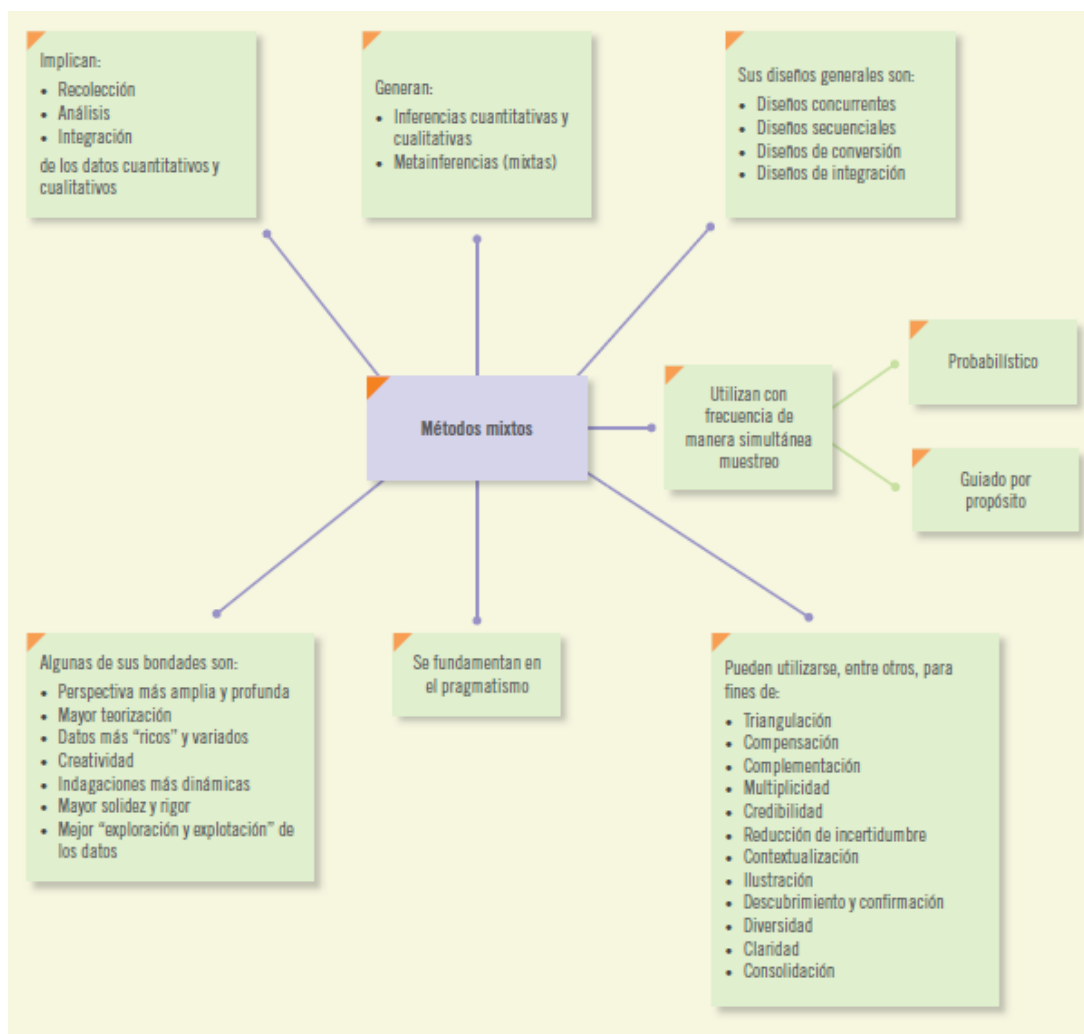 Implican:
• Recolección
• Análisis
• Integración
de los datos cuantitativos y
cualitativos
Generan:
• Inferencias cuantitativas y
cualitativas
• Metainferencias (mixtas)
Sus diseños generales son:
• Diseños concurrentes
• Diseños secuenciales
• Diseños de conversión
• Diseños de integración
Métodos mixtos
Utilizan con
frecuencia de
manera simultánea
muestreo
Probabilístico
Guiado por
propósito
Algunas de sus bondades son:
• Perspectiva más amplia y profunda
• Mayor teorización
• Datos más “ricos” y variados
• Creatividad
• Indagaciones más dinámicas
• Mayor solidez y rigor
• Mejor “exploración y explotación” de
los datos
Se fundamentan en
el pragmatismo
Pueden utilizarse, entre otros, para
fines de:
• Triangulación
• Compensación
• Complementación
• Multiplicidad
• Credibilidad
• Reducción de incertidumbre
• Contextualización
• Ilustración
• Descubrimiento y confirmación
• Diversidad
• Claridad
• Consolidación